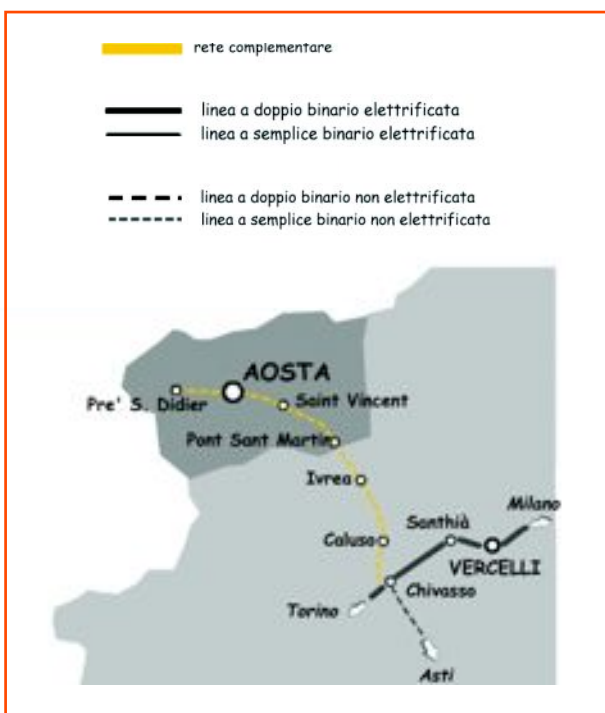 rete complementare
linea a doppio binario elettrificata
linea a semplice binario elettrificata
linea a doppio binario non elettrificata
linea a semplice binario non elettrificata
AOSTA
Pre' S. Didier
Saint Vincent
Pont Sant Martin
Ivrea
Milano
Santhià
Caluso
VERCELLI
Chivasso
Torino
Asti